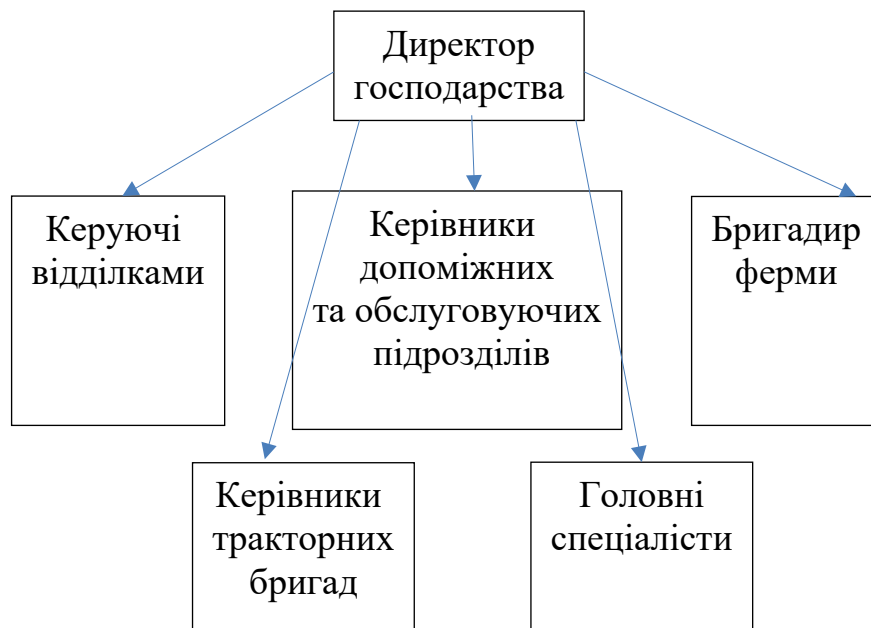 Директор
господарства
Керуючі
відділками
Керівники
допоміжних
та обслуговуючих
підрозділів
Бригадир
ферми
Керівники
тракторних
бригад
Головні
спеціалісти